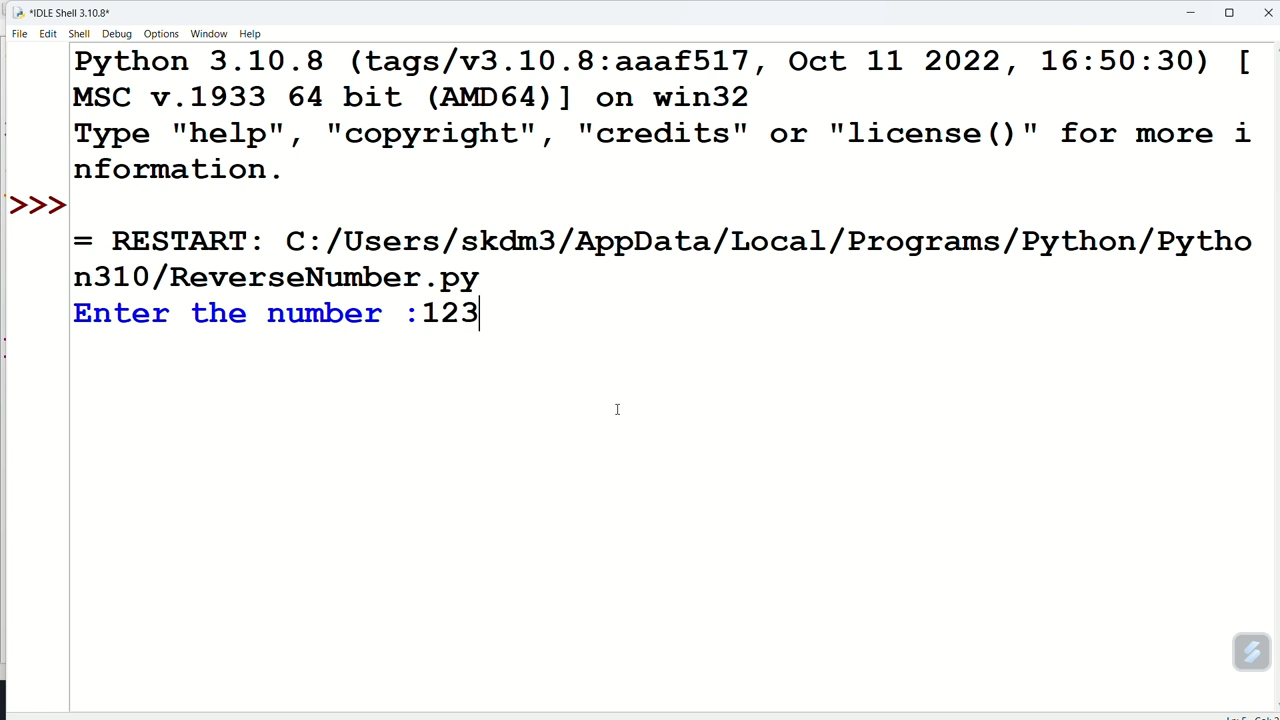 *IDLE Shell 3.10.8*
File Edit Shell Debug Options Window Help
Python 3.10.8 (tags/v3.10.8:aaaf517, Oct 11 2022, 16:50:30) [
MSC v.1933 64 bit (AMD64)] on win32
Type "help", "copyright", "credits" or "license()" for more i
nformation.
>>>
= RESTART: C:/Users/skdm3/AppData/Local/Programs/Python/Pytho
n310/ReverseNumber.py
Enter the number :123